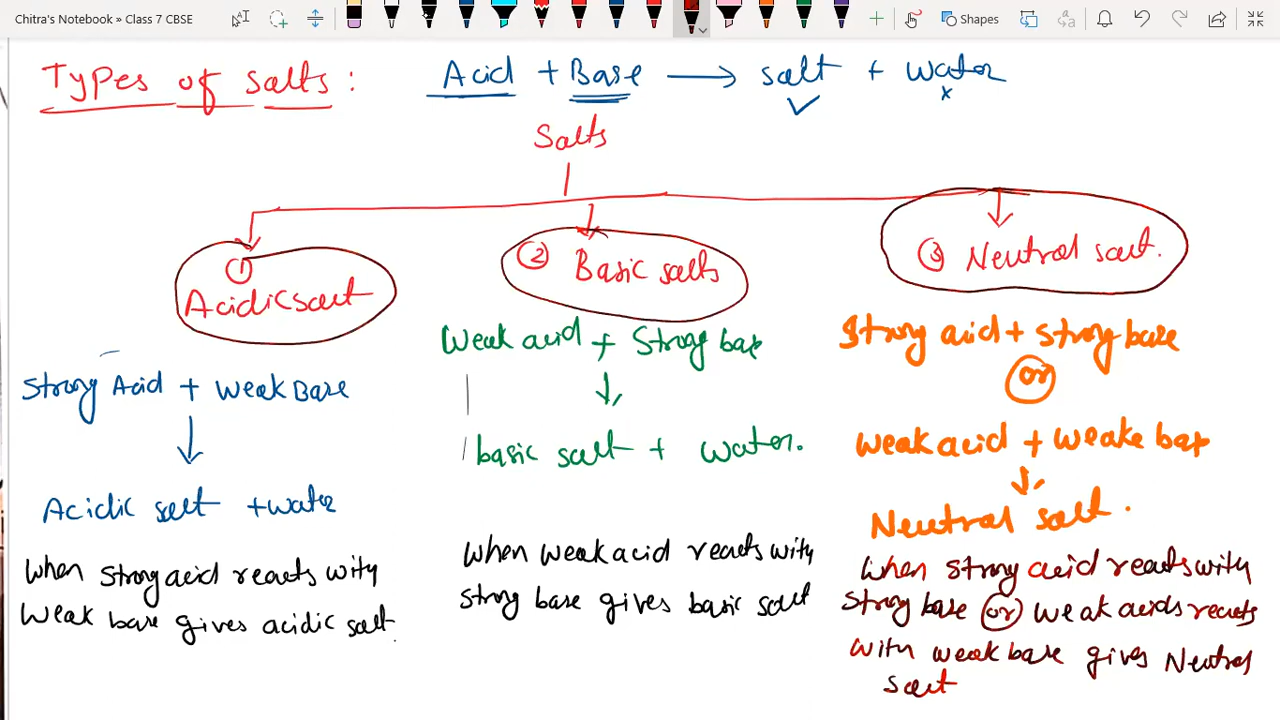 Chitra's Notebook » Class 7 CBSE
Shapes
Types of salts :
Acid + Base → salt + water
Salts
① Acidic salt
Strong Acid + Weak Base
Acidic salt + water
When strong acid reacts with
weak base gives acidic salt.
② Basic salts
Weak acid + Strong base
basic salt + water.
When weak acid reacts with
strong base gives basic salt
③ Neutral salt.
Strong acid + strong base
or
weak acid + weake base
Neutral salt.
When strong acid reacts with
strong base or weak acids reacts
with weak base gives Neutral
salt